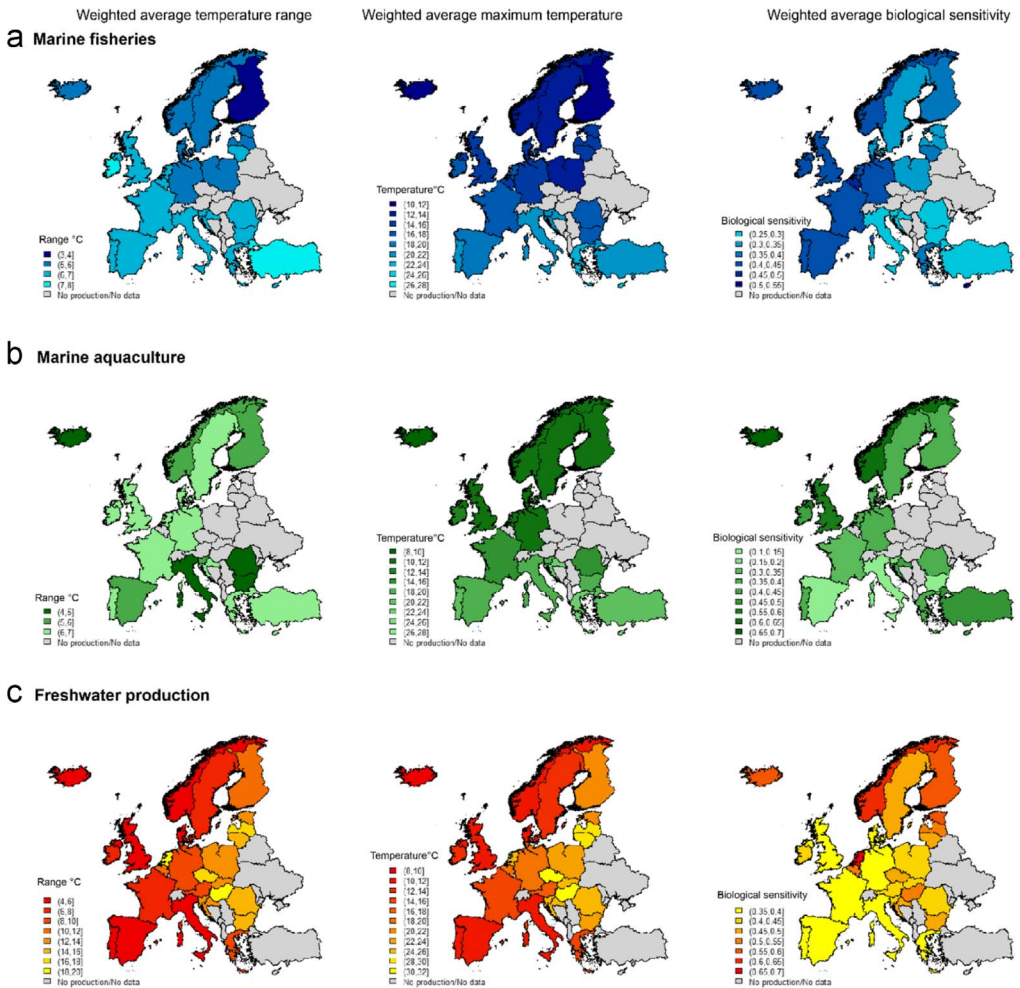 Weighted average temperature range
Weighted average maximum temperature
Weighted average biological sensitivity
a Marine fisheries
Range °C
(3,4]
(5,6]
(6,7]
(7,8]
No production/No data
Temperature°C
[10,12]
[12,14]
[14,16]
[16,18]
[18,20]
[20,22]
[22,24]
[24,26]
[26,28]
No production/No data
Biological sensitivity
(0.25,0.3]
(0.3,0.35]
(0.35,0.4]
(0.4,0.45]
(0.45,0.5]
(0.5,0.55]
No production/No data
b Marine aquaculture
Range °C
(4,6]
(5,6]
(6,7]
No production/No data
Temperature°C
[8,10]
[10,12]
[12,14]
[14,16]
[18,20]
[20,22]
[22,24]
[24,26]
[26,28]
No production/No data
Biological sensitivity
(0.1,0.15]
(0.15,0.2]
(0.3,0.35]
(0.35,0.4]
(0.4,0.45]
(0.45,0.5]
(0.55,0.6]
(0.6,0.65]
(0.65,0.7]
No production/No data
c Freshwater production
Range °C
(4,6]
(6,8]
(8,10]
(10,12]
(12,14]
(14,16]
(16,18]
(18,20]
No production/No data
Temperature°C
[8,10]
[10,12]
[12,14]
[14,16]
[16,18]
[18,20]
[20,22]
[22,24]
[24,26]
[28,30]
[30,32]
No production/No data
Biological sensitivity
(0.35,0.4]
(0.4,0.45]
(0.45,0.5]
(0.5,0.55]
(0.55,0.6]
(0.6,0.65]
(0.65,0.7]
No production/No data